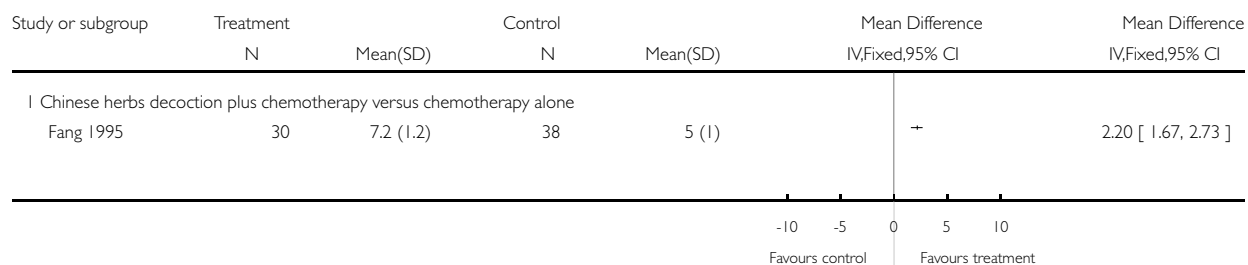 Study or subgroup Treatment Control Mean Difference Mean Difference
N Mean(SD) N Mean(SD) IV,Fixed,95% CI IV,Fixed,95% CI
1 Chinese herbs decoction plus chemotherapy versus chemotherapy alone
Fang 1995 30 7.2 (1.2) 38 5 (1) 2.20 [ 1.67, 2.73 ]
-10 -5 0 5 10
Favours control Favours treatment